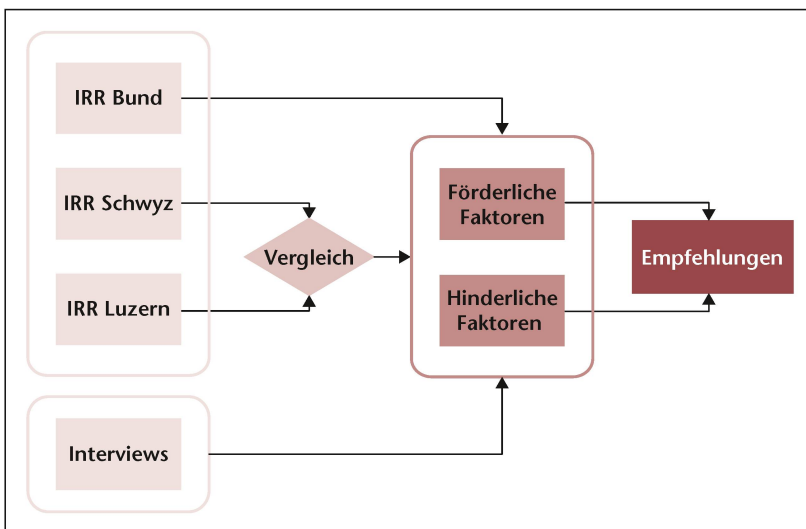 IRR Bund
IRR Schwyz
IRR Luzern
Interviews
Vergleich
Förderliche
Faktoren
Hinderliche
Faktoren
Empfehlungen